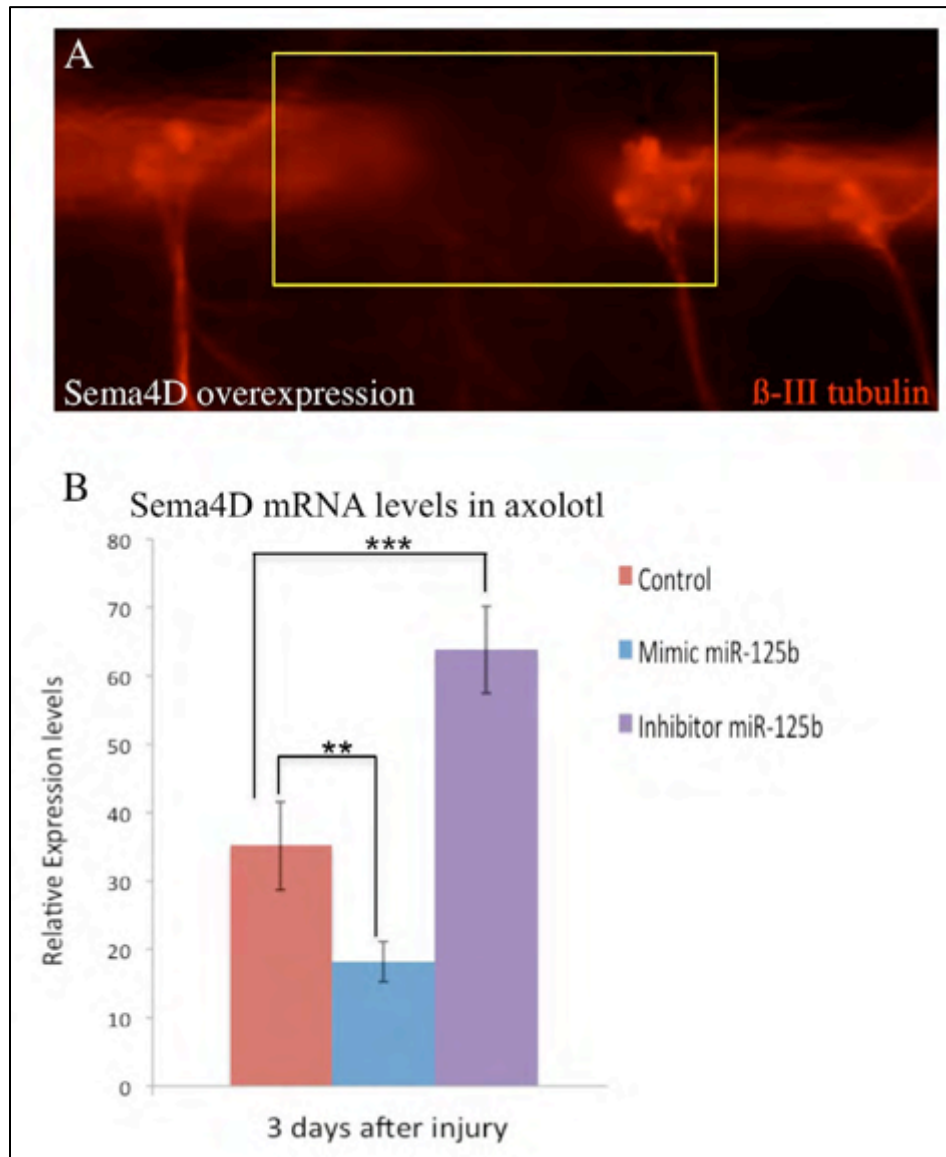 A
Sema4D overexpression
ß-III tubulin
B
Sema4D mRNA levels in axolotl
80
70
60
50
40
30
20
10
0
Relative Expression levels
***
**
Control
Mimic miR-125b
Inhibitor miR-125b
3 days after injury